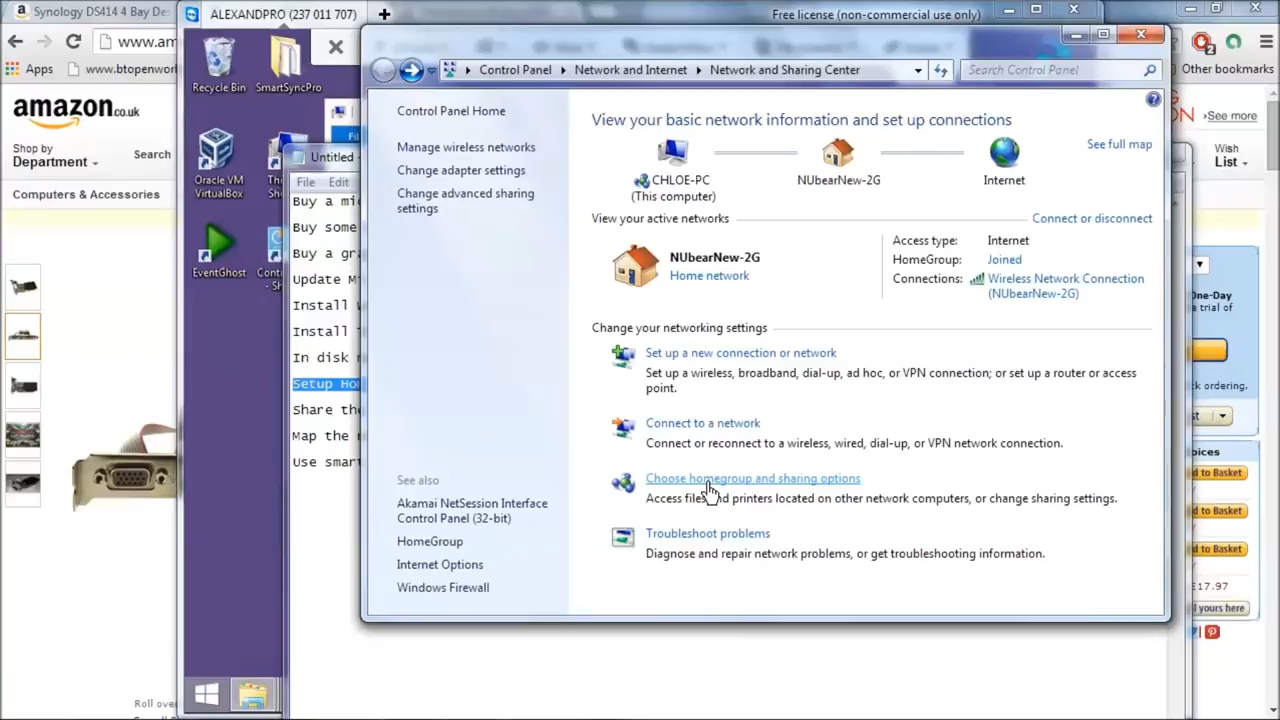 Synology DS414 4 Bay De
ALEXANDPRO (237 011 707)
Free license (non-commercial use only)
www.am
Apps
www.btopenwor
Other bookmarks
2
Recycle Bin
SmartSyncPro
Oracle VM
VirtualBox
EventGhost
amazon.co.uk
Shop by
Department
Search
Computers & Accessories
See more
Wish
List
Untitled -
File Edit
Buy a mi
Buy some
Buy a gr
Install
Install
In disk
Setup Ho
Share th
Map the
Use smar
Control Panel
Network and Internet
Network and Sharing Center
Search Control Panel
Control Panel Home
Manage wireless networks
Change adapter settings
Change advanced sharing
settings
See also
Akamai NetSession Interface
Control Panel (32-bit)
HomeGroup
Internet Options
Windows Firewall
View your basic network information and set up connections
See full map
CHLOE-PC
(This computer)
NUbearNew-2G
Internet
View your active networks
Connect or disconnect
NUbearNew-2G
Home network
Access type: Internet
HomeGroup: Joined
Connections: Wireless Network Connection
(NUbearNew-2G)
Change your networking settings
Set up a new connection or network
Set up a wireless, broadband, dial-up, ad hoc, or VPN connection; or set up a router or access
point.
Connect to a network
Connect or reconnect to a wireless, wired, dial-up, or VPN network connection.
Choose homegroup and sharing options
Access files and printers located on other network computers, or change sharing settings.
Troubleshoot problems
Diagnose and repair network problems, or get troubleshooting information.
One-Day
trial of
ordering.
d to Basket
d to Basket
d to Basket
£17.97
l yours here
Roll over